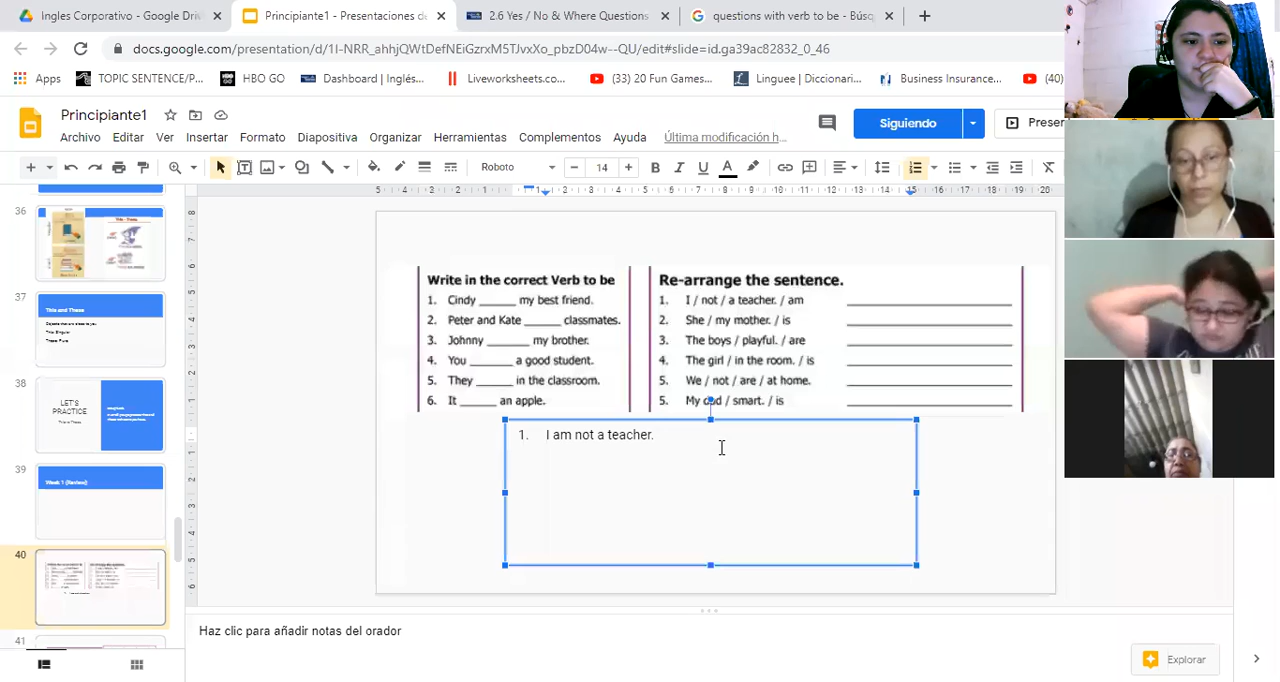 Ingles Corporativo - Google Driv
Principiante1 - Presentaciones de
2.6 Yes / No & Where Questions
questions with verb to be - Búsq
docs.google.com/presentation/d/1I-NRR_ahhjQWtDefNEiGzrxM5TJvxXo_pbzD04w--QU/edit#slide=id.ga39ac82832_0_46
Apps
TOPIC SENTENCE/P...
HBO GO
Dashboard | Inglés...
Liveworksheets.co...
(33) 20 Fun Games...
Linguee | Diccionari...
Business Insurance...
(40)
Principiante1
Archivo Editar Ver Insertar Formato Diapositiva Organizar Herramientas Complementos Ayuda Última modificación h...
Siguiendo
Presen
Roboto
14
36
37
Title and These
38
LET'S
PRACTICE
39
Week 1 (Review)
40
41
Write in the correct Verb to be
1. Cindy _____ my best friend.
2. Peter and Kate _____ classmates.
3. Johnny ______ my brother.
4. You ______ a good student.
5. They _____ in the classroom.
6. It _____ an apple.
Re-arrange the sentence.
1. I / not / a teacher. / am
2. She / my mother. / is
3. The boys / playful. / are
4. The girl / in the room. / is
5. We / not / are / at home.
5. My dad / smart. / is
1. I am not a teacher.
Haz clic para añadir notas del orador
Explorar